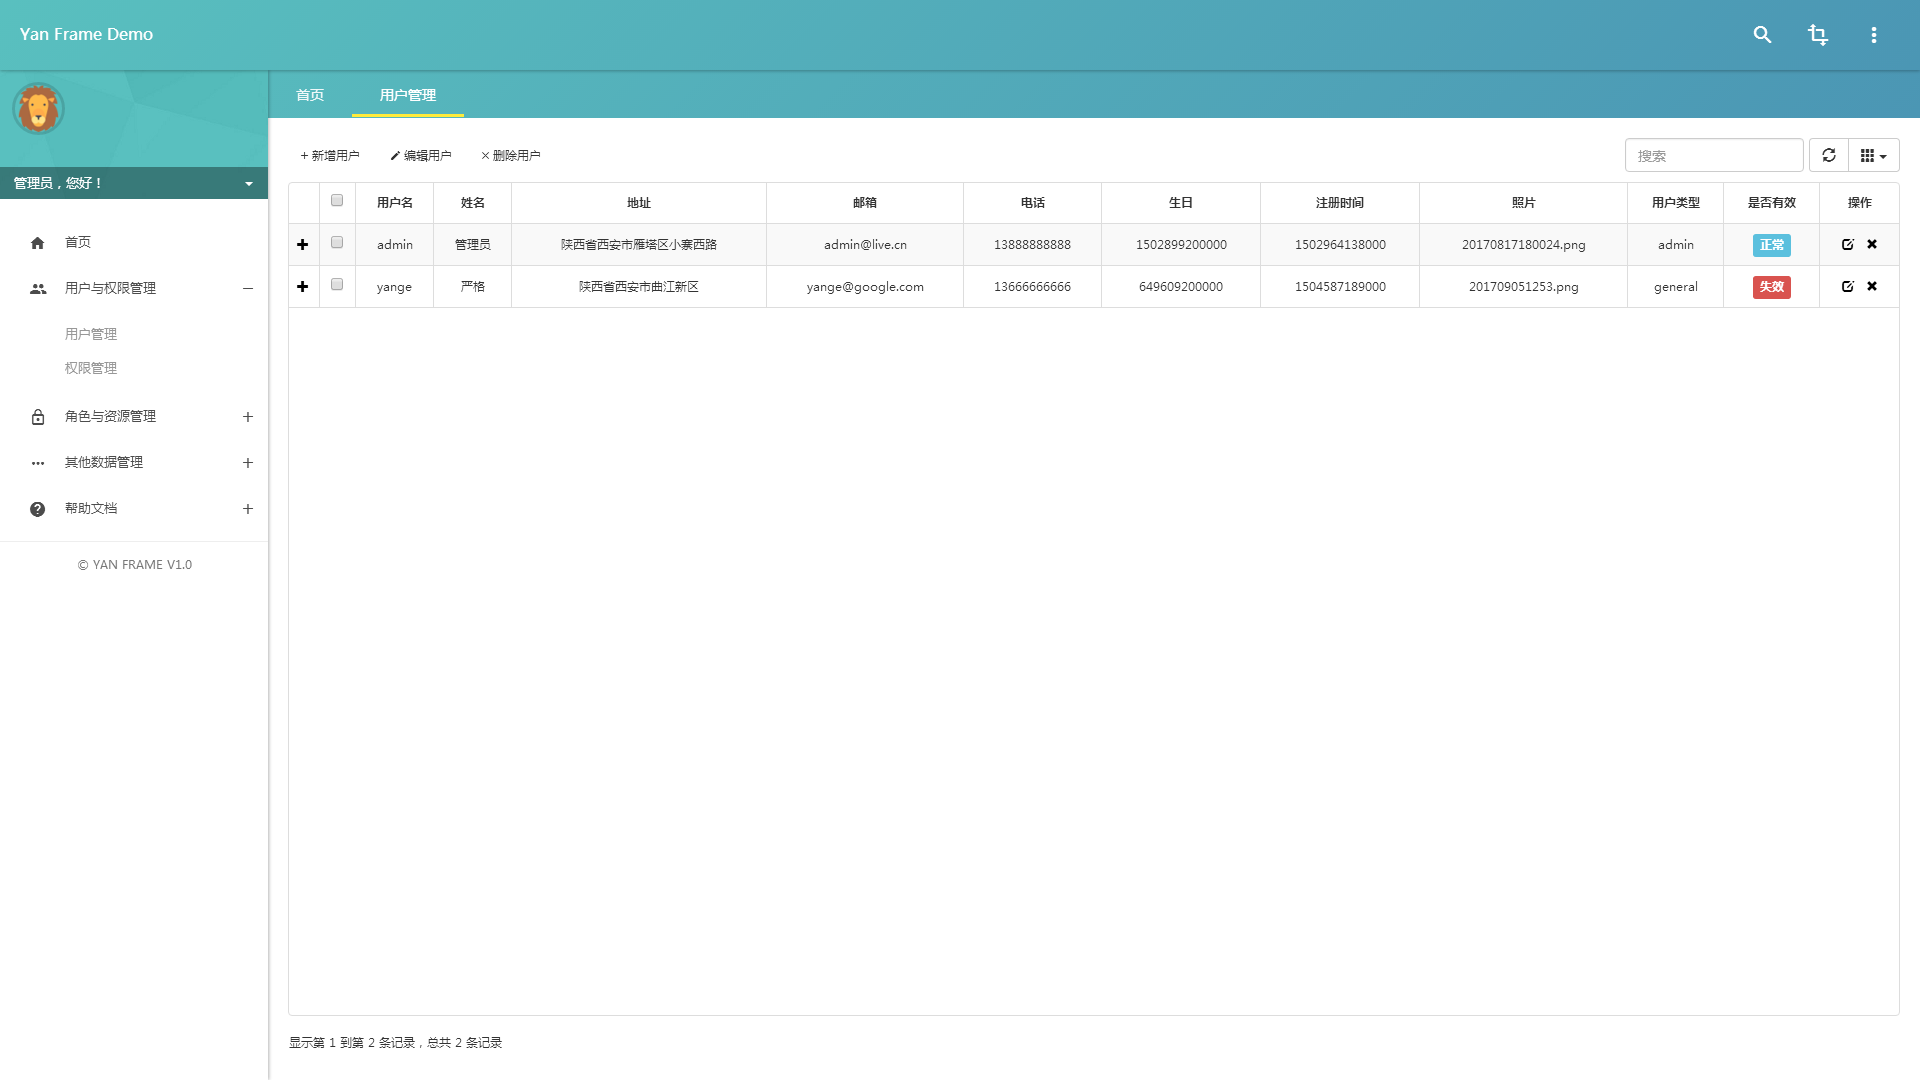 Yan Frame Demo
首页 用户管理
管理员，您好！
首页
用户与权限管理
用户管理
权限管理
角色与资源管理
其他数据管理
帮助文档
© YAN FRAME V1.0
+ 新增用户 编辑用户 × 删除用户 搜索
用户名 姓名 地址 邮箱 电话 生日 注册时间 照片 用户类型 是否有效 操作
admin 管理员 陕西省西安市雁塔区小寨西路 admin@live.cn 13888888888 1502899200000 1502964138000 20170817180024.png admin 正常
yange 严格 陕西省西安市曲江新区 yange@google.com 13666666666 649609200000 1504587189000 201709051253.png general 失效
显示第 1 到第 2 条记录，总共 2 条记录